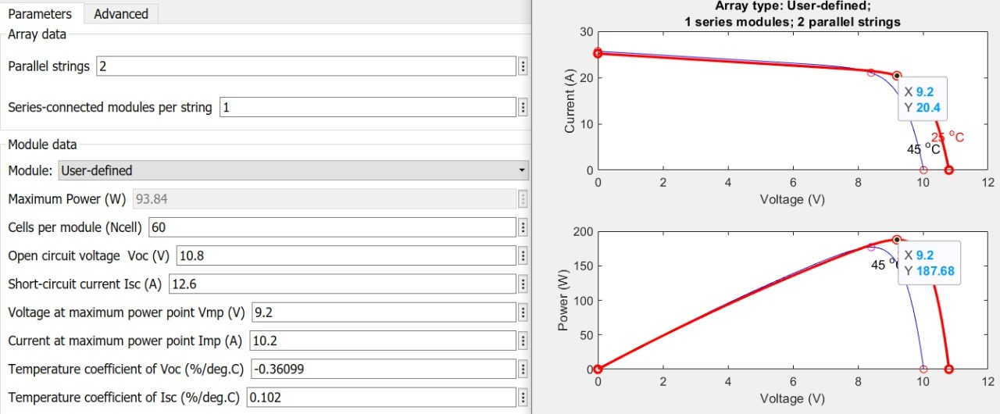 Parameters
Advanced
Array data
Parallel strings 2
Series-connected modules per string 1
Module data
Module: User-defined
Maximum Power (W) 93.84
Cells per module (Ncell) 60
Open circuit voltage Voc (V) 10.8
Short-circuit current Isc (A) 12.6
Voltage at maximum power point Vmp (V) 9.2
Current at maximum power point Imp (A) 10.2
Temperature coefficient of Voc (%/deg.C) -0.36099
Temperature coefficient of Isc (%/deg.C) 0.102
Array type: User-defined;
1 series modules; 2 parallel strings
30
20
10
0
Current (A)
X 9.2
Y 20.4
25 °C
45 °C
0 2 4 6 8 10 12
Voltage (V)
200
150
100
50
0
Power (W)
45 °
X 9.2
Y 187.68
0 2 4 6 8 10 12
Voltage (V)